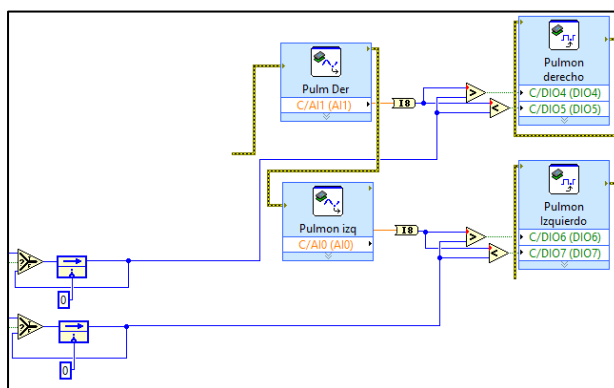 Pulm Der
C/AI1 (AI1)
I8
>
<
Pulmon
derecho
C/DIO4 (DIO4)
C/DIO5 (DIO5)
Pulmon izq
C/AI0 (AI0)
I8
>
<
Pulmon
Izquierdo
C/DIO6 (DIO6)
C/DIO7 (DIO7)
?
0
?
0